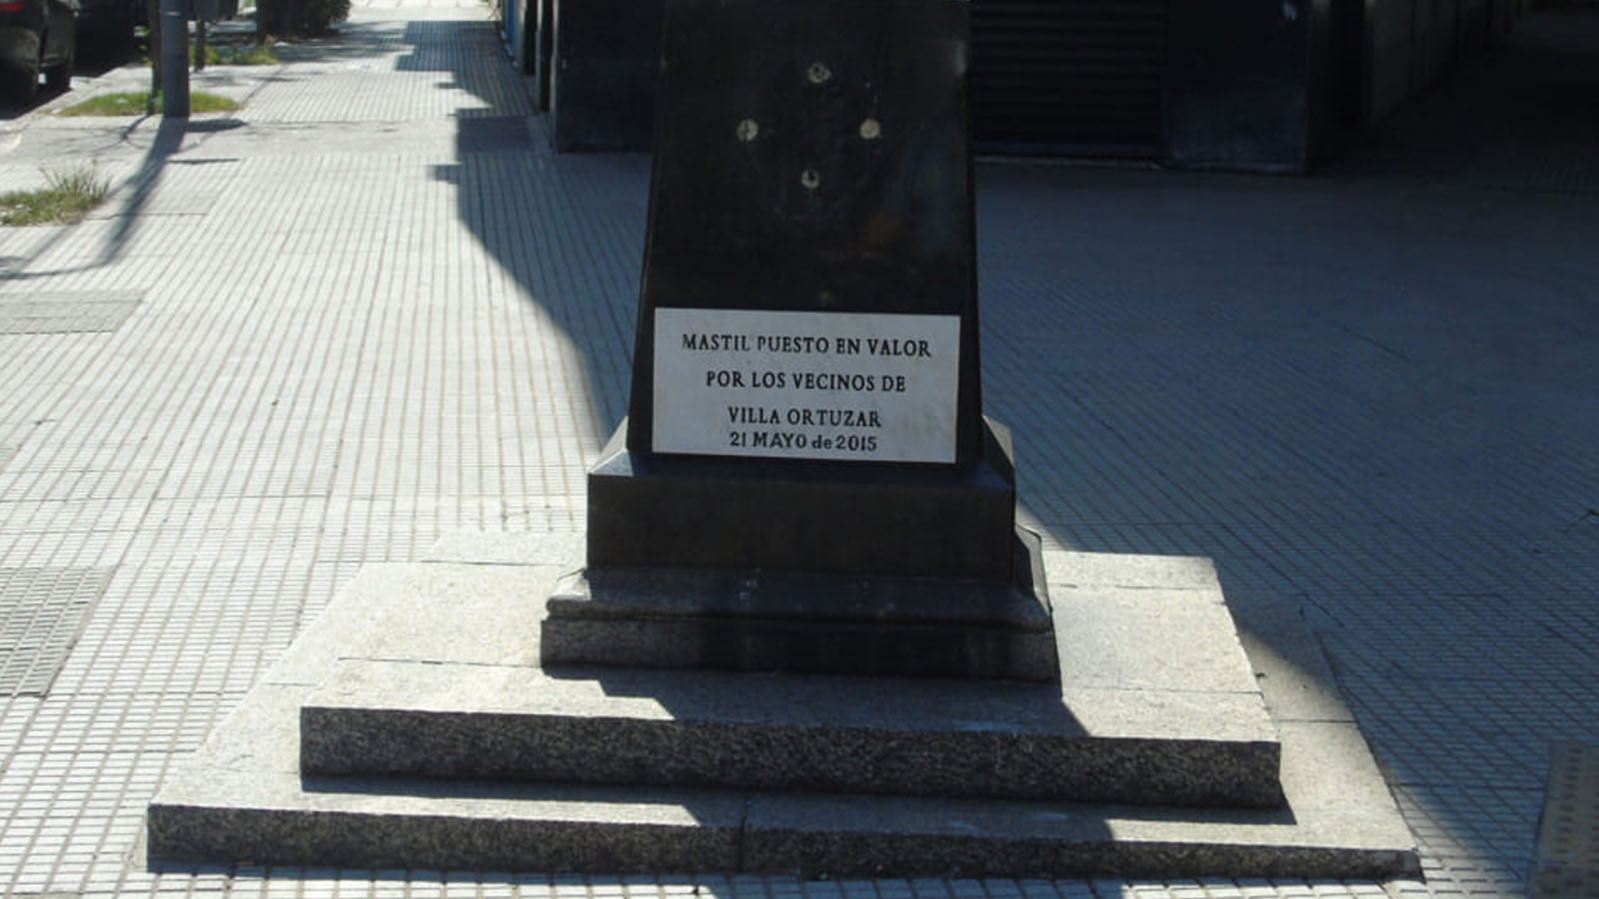 MASTIL PUESTO EN VALOR
POR LOS VECINOS DE
VILLA ORTUZAR
21 MAYO de 2015